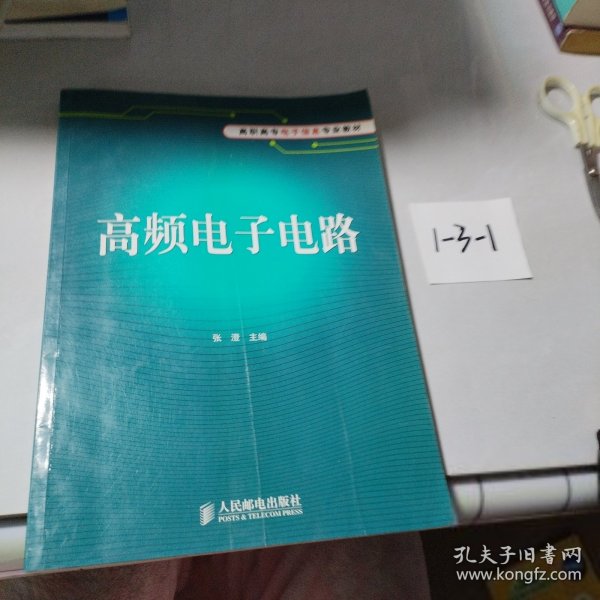 高职高专电子信息专业教材
高频电子电路
张 澄 主编
人民邮电出版社
POSTS & TELECOM PRESS
1-3-1
孔夫子旧书网
www.kongfz.com